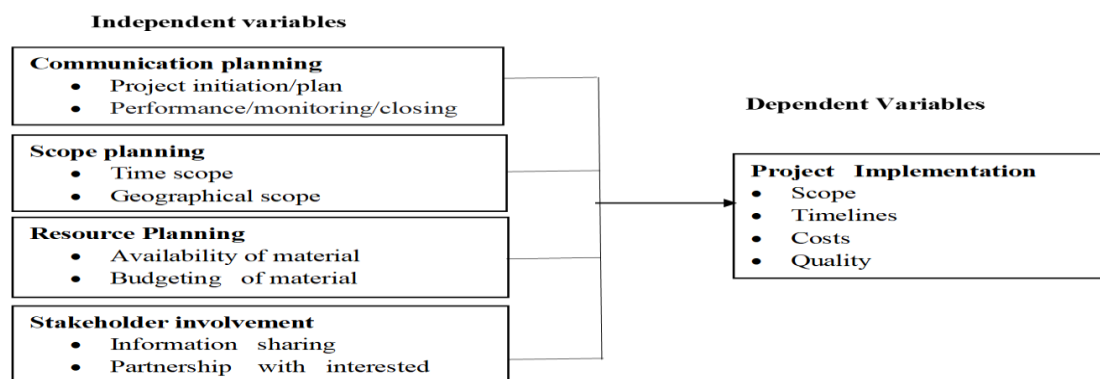 Independent variables
Communication planning
• Project initiation/plan
• Performance/monitoring/closing
Scope planning
• Time scope
• Geographical scope
Resource Planning
• Availability of material
• Budgeting of material
Stakeholder involvement
• Information sharing
• Partnership with interested
Dependent Variables
Project Implementation
• Scope
• Timelines
• Costs
• Quality